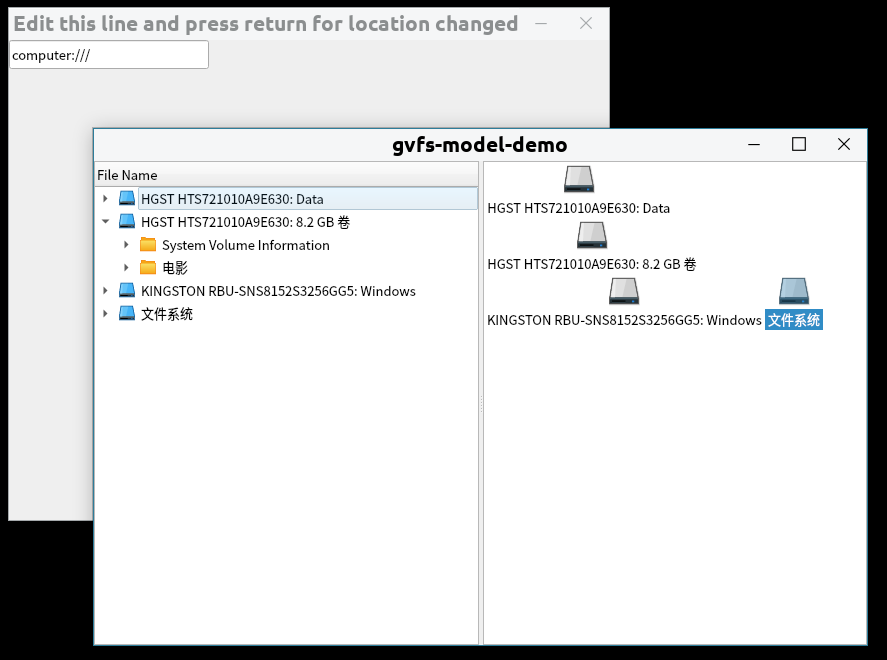 Edit this line and press return for location changed
computer:///
gvfs-model-demo
File Name
HGST HTS721010A9E630: Data
HGST HTS721010A9E630: 8.2 GB 卷
System Volume Information
电影
KINGSTON RBU-SNS8152S3256GG5: Windows
文件系统
HGST HTS721010A9E630: Data
HGST HTS721010A9E630: 8.2 GB 卷
KINGSTON RBU-SNS8152S3256GG5: Windows 文件系统